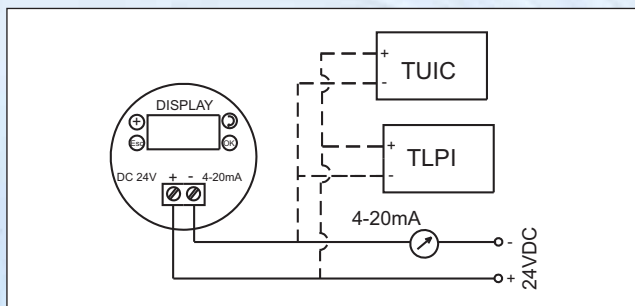 +
TUIC
-
DISPLAY
+
Esc
OK
+
TLPI
-
DC 24V + - 4-20mA
4-20mA
-
+
24VDC